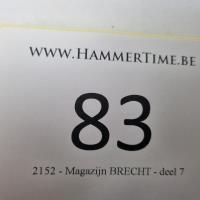 www.HammerTime.be
83
2152 - Magazijn BRECHT - deel 7